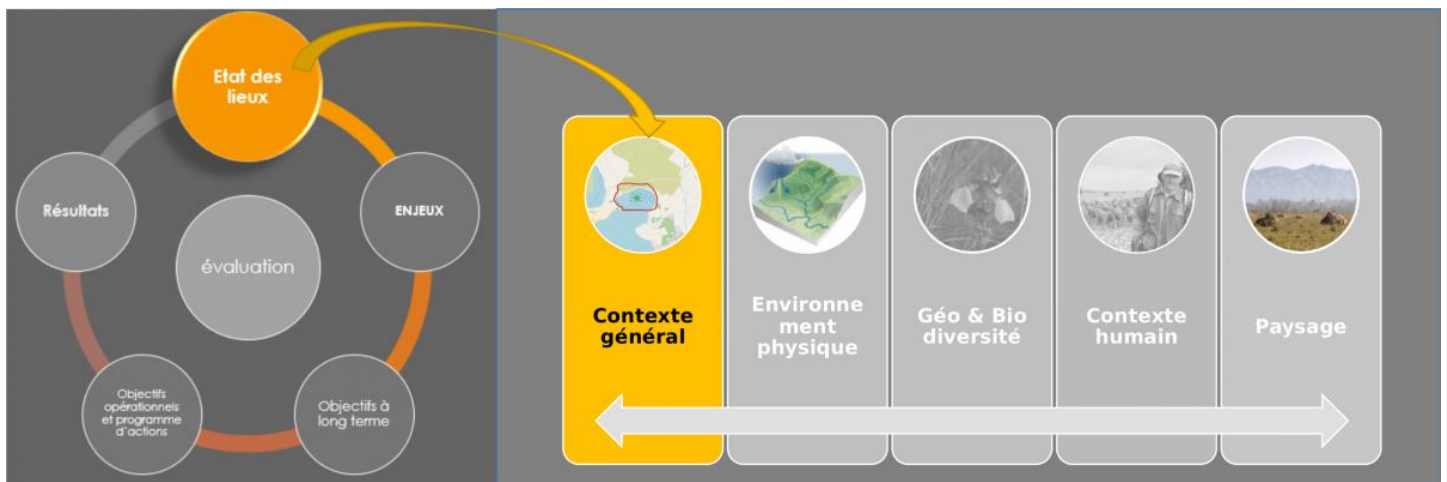 Etat des
lieux
Résultats
ENJEUX
évaluation
Objectifs
opérationnels
et programme
d'actions
Objectifs à
long terme
Contexte
général
Environne
ment
physique
Géo & Bio
diversité
Contexte
humain
Paysage